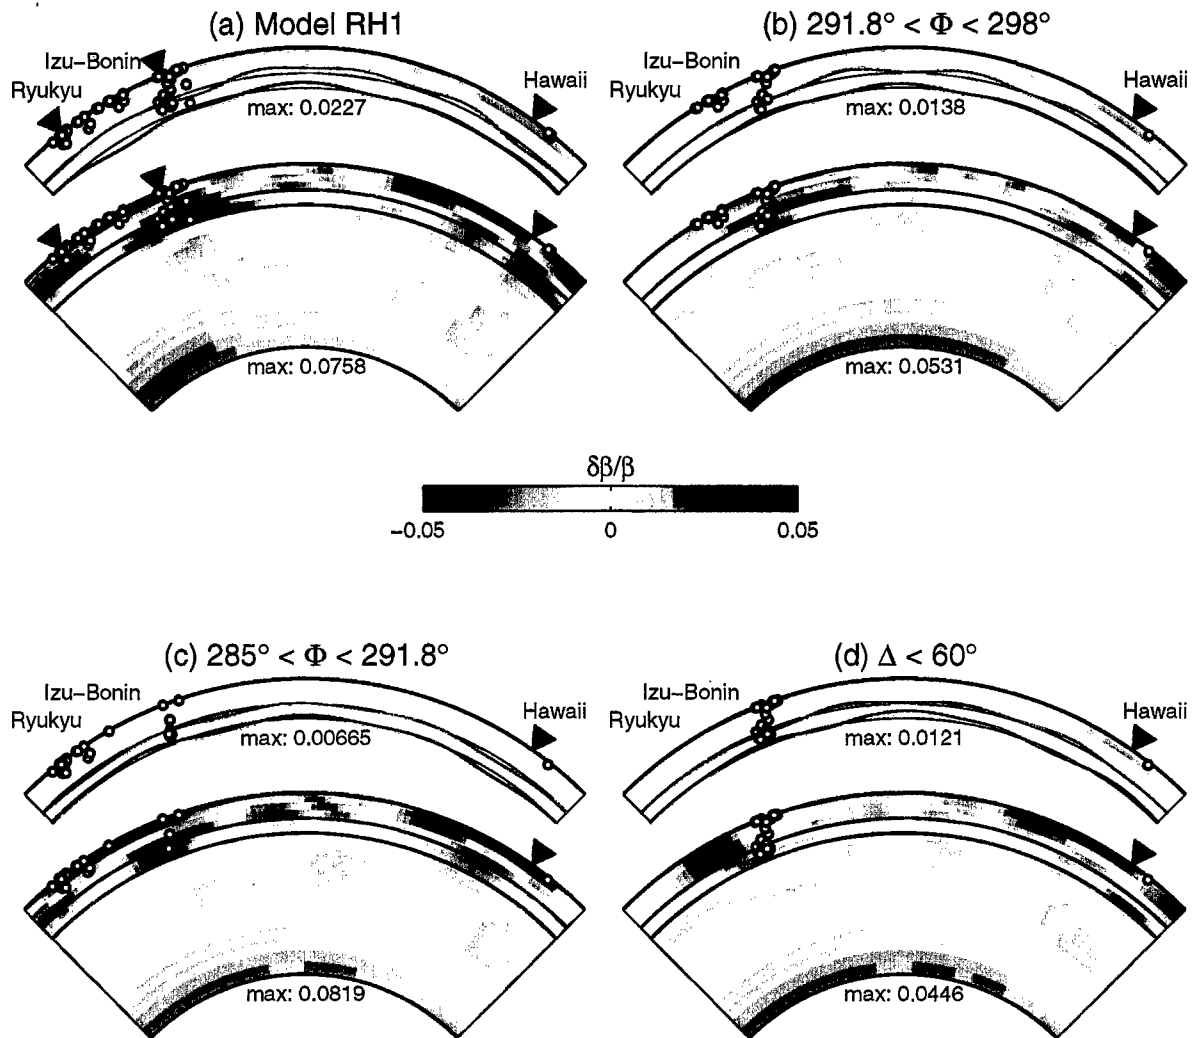 (a) Model RH1
Izu-Bonin
Ryukyu
Hawaii
max: 0.0227
max: 0.0758
(b) 291.8° < Φ < 298°
Izu-Bonin
Ryukyu
Hawaii
max: 0.0138
max: 0.0531
δβ/β
-0.05 0 0.05
(c) 285° < Φ < 291.8°
Izu-Bonin
Ryukyu
Hawaii
max: 0.00665
max: 0.0819
(d) Δ < 60°
Izu-Bonin
Ryukyu
Hawaii
max: 0.0121
max: 0.0446